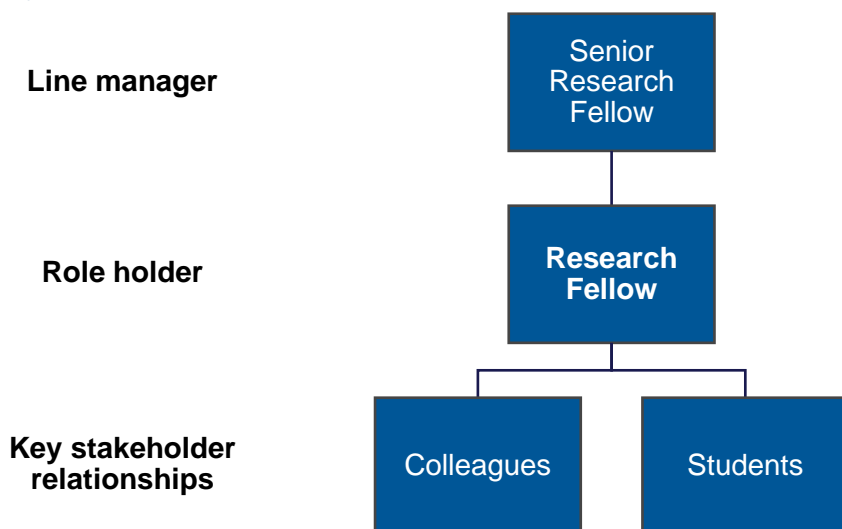 Line manager
Senior
Research
Fellow
Role holder
Research
Fellow
Key stakeholder
relationships
Colleagues
Students